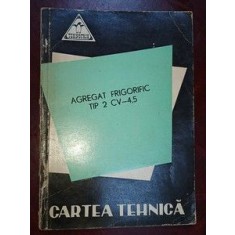 AGREGAT FRIGORIFIC
TIP 2 CV-4,5
CARTEA TEHNICĂ